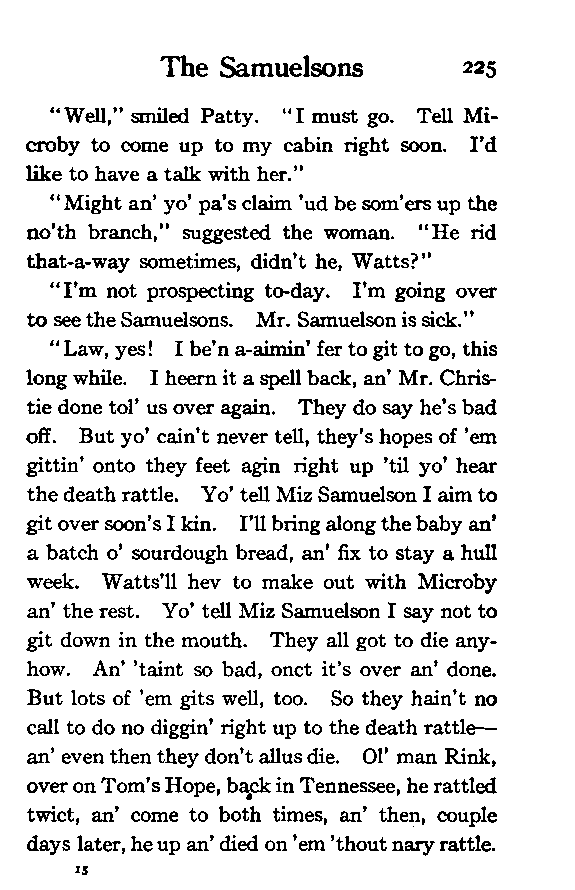 The Samuelsons 225
“Well,” smiled Patty. “I must go. Tell Mi-
croby to come up to my cabin right soon. I’d
like to have a talk with her.”
“Might an’ yo’ pa’s claim ’ud be som’ers up the
no’th branch,” suggested the woman. “He rid
that-a-way sometimes, didn’t he, Watts?”
“I’m not prospecting to-day. I’m going over
to see the Samuelsons. Mr. Samuelson is sick.”
“Law, yes! I be’n a-aimin’ fer to git to go, this
long while. I heern it a spell back, an’ Mr. Chris-
tie done tol’ us over again. They do say he’s bad
off. But yo’ cain’t never tell, they’s hopes of ’em
gittin’ onto they feet agin right up ’til yo’ hear
the death rattle. Yo’ tell Miz Samuelson I aim to
git over soon’s I kin. I’ll bring along the baby an’
a batch o’ sourdough bread, an’ fix to stay a hull
week. Watts’ll hev to make out with Microby
an’ the rest. Yo’ tell Miz Samuelson I say not to
git down in the mouth. They all got to die any-
how. An’ ’taint so bad, onct it’s over an’ done.
But lots of ’em gits well, too. So they hain’t no
call to do no diggin’ right up to the death rattle—
an’ even then they don’t allus die. Ol’ man Rink,
over on Tom’s Hope, back in Tennessee, he rattled
twict, an’ come to both times, an’ then, couple
days later, he up an’ died on ’em ’thout nary rattle.
15